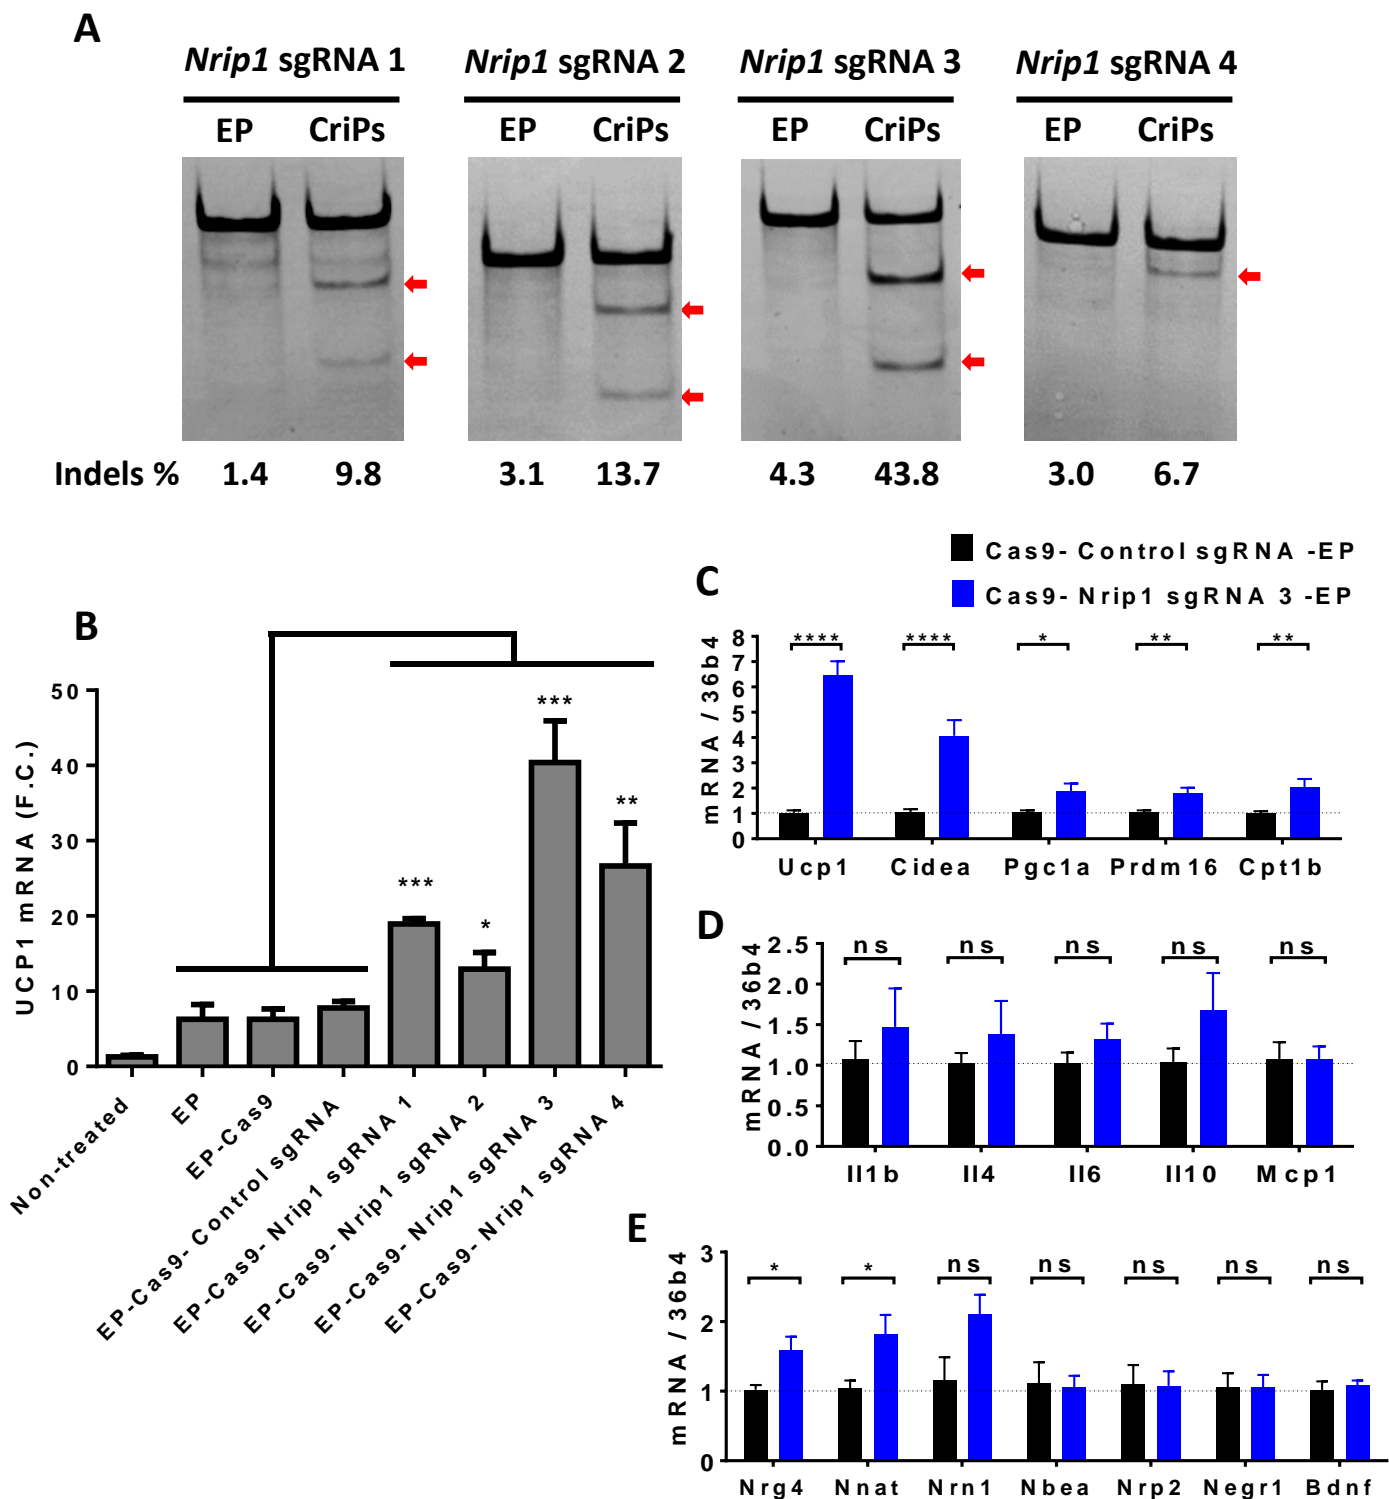 A
Nrip1 sgRNA 1
Nrip1 sgRNA 2
Nrip1 sgRNA 3
Nrip1 sgRNA 4
EP CriPs
EP CriPs
EP CriPs
EP CriPs
Indels % 1.4 9.8 3.1 13.7 4.3 43.8 3.0 6.7
B
UCP1 mRNA (F.C.)
50
40
30
20
10
0
***
*
***
**
Non-treated
EP
EP-Cas9
EP-Cas9- Control sgRNA
EP-Cas9- Nrip1 sgRNA 1
EP-Cas9- Nrip1 sgRNA 2
EP-Cas9- Nrip1 sgRNA 3
EP-Cas9- Nrip1 sgRNA 4
Cas9- Control sgRNA -EP
Cas9- Nrip1 sgRNA 3 -EP
C
mRNA / 36b4
8
7
6
5
4
3
2
1
0
**** **** * ** **
Ucp1 Cidea Pgc1a Prdm16 Cpt1b
D
mRNA / 36b4
2.5
2.0
1.5
1.0
0.5
0.0
ns ns ns ns ns
Il1b Il4 Il6 Il10 Mcp1
E
mRNA / 36b4
3
2
1
0
* * ns ns ns ns ns
Nrg4 Nnat Nrn1 Nbea Nrp2 Negr1 Bdnf